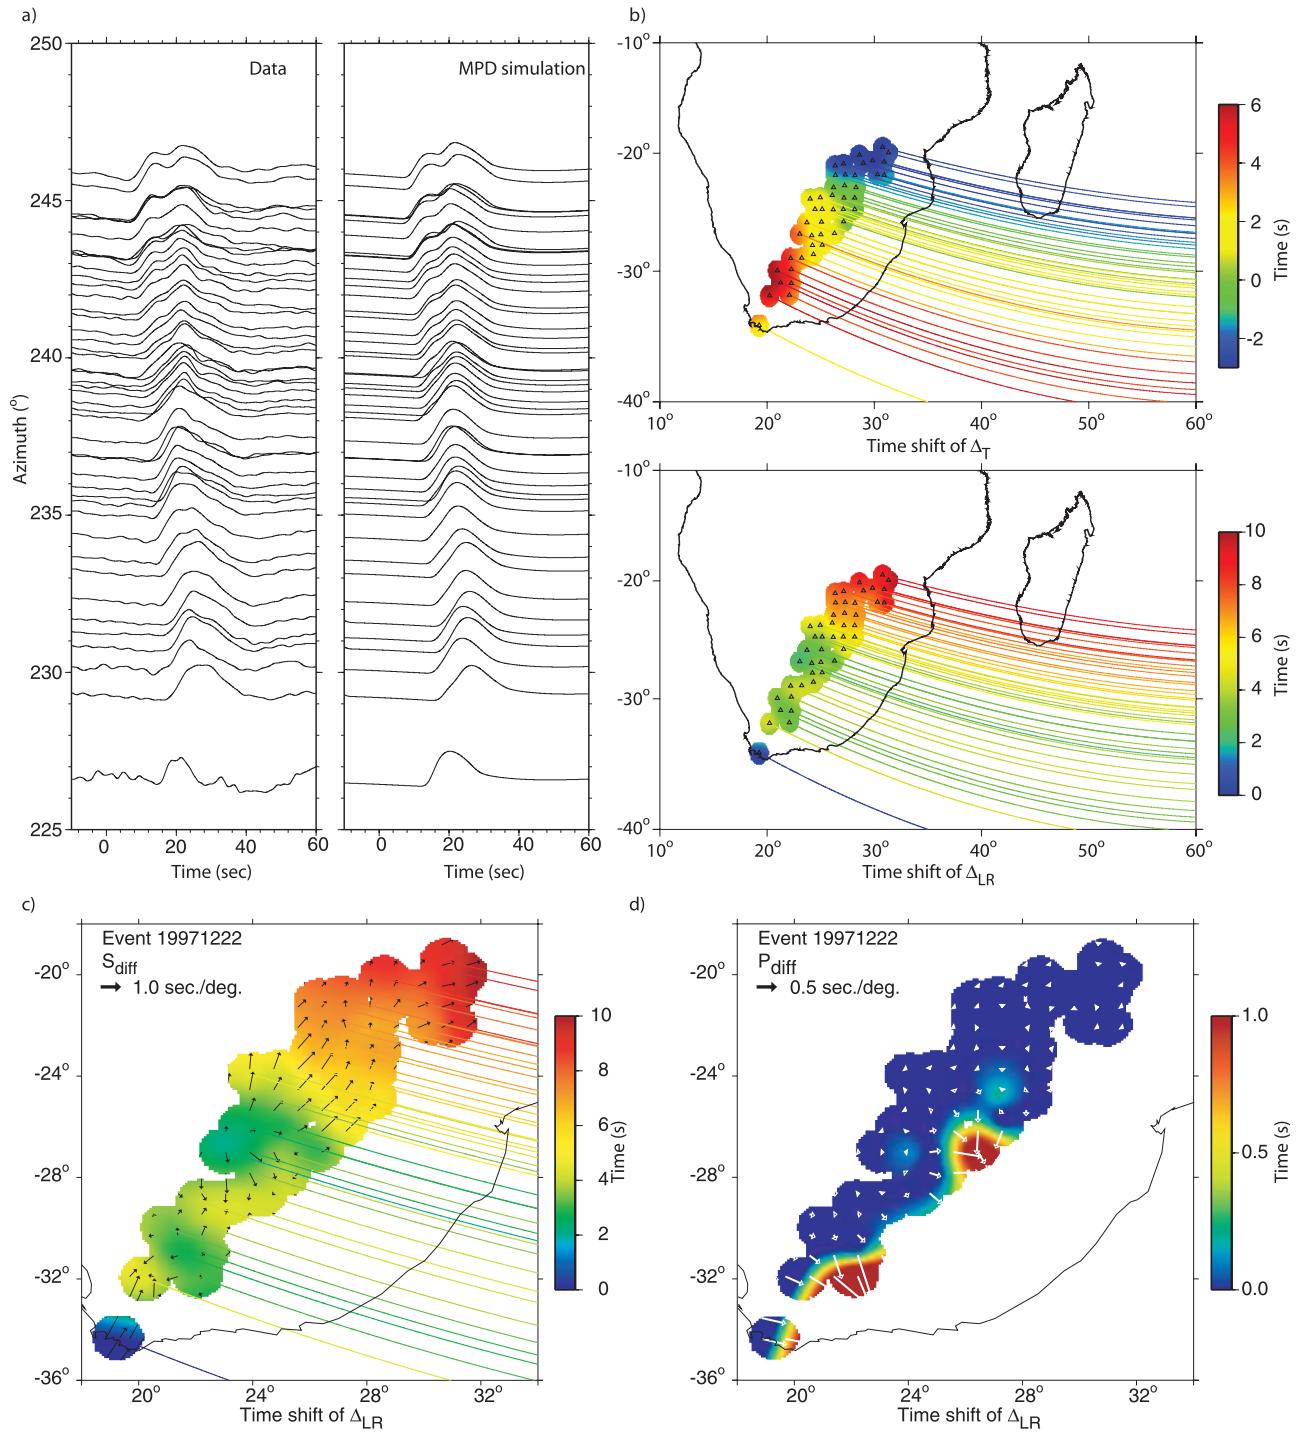 a)
Data
MPD simulation
250
245
240
235
230
225
Azimuth (°)
0 20 40 60
0 20 40 60
Time (sec)
Time (sec)
b)
-10°
-20°
-30°
-40°
10° 20° 30° 40° 50° 60°
Time shift of ΔT
6
4
2
0
-2
Time (s)
-10°
-20°
-30°
-40°
10° 20° 30° 40° 50° 60°
Time shift of ΔLR
10
8
6
4
2
0
Time (s)
c)
Event 19971222
Sdiff
1.0 sec./deg.
-20°
-24°
-28°
-32°
-36°
20° 24° 28° 32°
Time shift of ΔLR
10
8
6
4
2
0
Time (s)
d)
Event 19971222
Pdiff
0.5 sec./deg.
-20°
-24°
-28°
-32°
-36°
20° 24° 28° 32°
Time shift of ΔLR
1.0
0.5
0.0
Time (s)